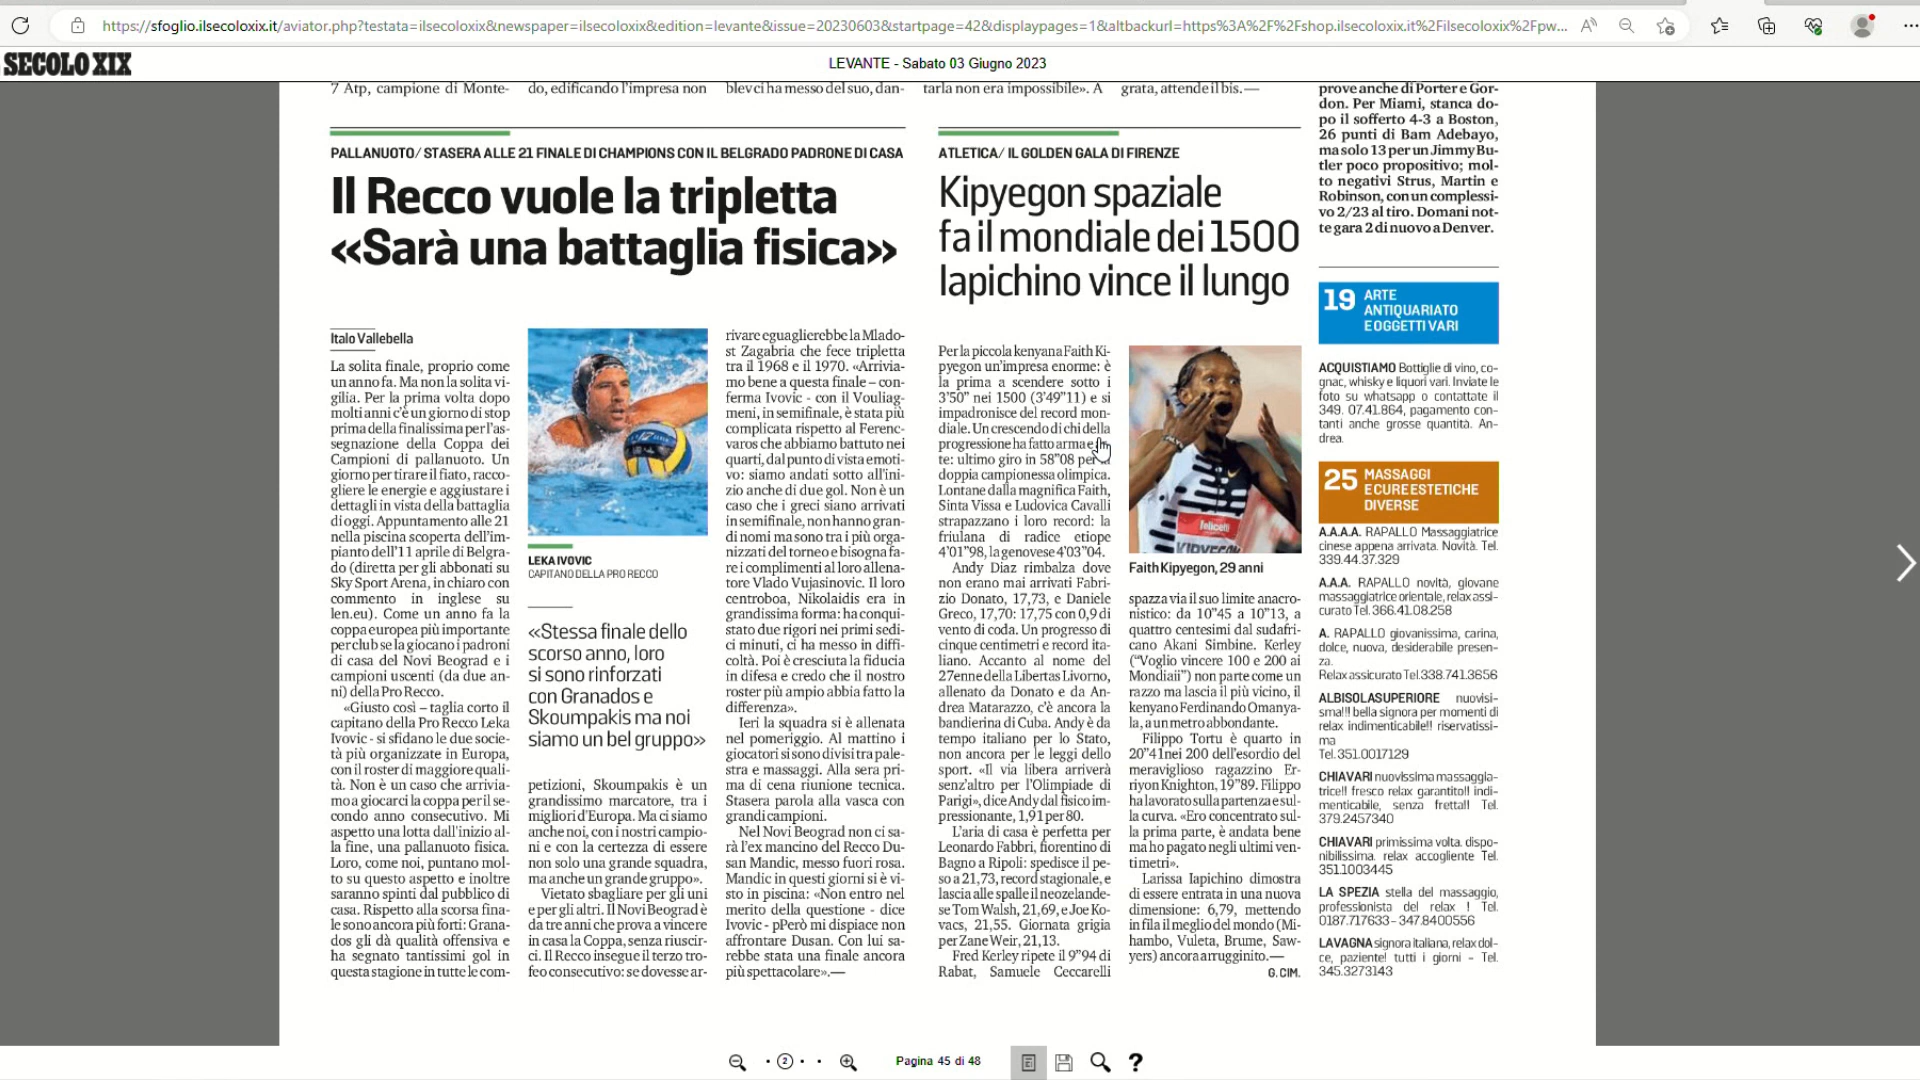 https://sfoglio.ilsecoloxix.it/aviator.php?testata=ilsecoloxix&newspaper=ilsecoloxix&edition=levante&issue=20230603&startpage=42&displaypages=1&altbackurl=https%3A%2F%2Fshop.ilsecoloxix.it%2Filsecoloxix%2Fpw...
SECOLO XIX
LEVANTE - Sabato 03 Giugno 2023
7 Atp, campione di Monte-
do, edificando l'impresa non
blev ci ha messo del suo, dan-
tarla non era impossibile». A
grata, attende il bis.—
PALLANUOTO/ STASERA ALLE 21 FINALE DI CHAMPIONS CON IL BELGRADO PADRONE DI CASA
Il Recco vuole la tripletta
«Sarà una battaglia fisica»
Italo Vallebella
La solita finale, proprio come
un anno fa. Ma non la solita vi-
gilia. Per la prima volta dopo
molti anni c'è un giorno di stop
prima della finalissima per l'as-
segnazione della Coppa dei
Campioni di pallanuoto. Un
giorno per tirare il fiato, racco-
gliere le energie e aggiustare i
dettagli in vista della battaglia
di oggi. Appuntamento alle 21
nella piscina scoperta dell'im-
pianto dell'11 aprile di Belgra-
do (diretta per gli abbonati su
Sky Sport Arena, in chiaro con
commento in inglese su
len.eu). Come un anno fa la
coppa europea più importante
per club se la giocano i padroni
di casa del Novi Beograd e i
campioni uscenti (da due an-
ni) della Pro Recco.
«Giusto così – taglia corto il
capitano della Pro Recco Leka
Ivovic - si sfidano le due socie-
tà più organizzate in Europa,
con il roster di maggiore quali-
tà. Non è un caso che arrivia-
mo a giocarci la coppa per il se-
condo anno consecutivo. Mi
aspetto una lotta dall'inizio al-
la fine, una pallanuoto fisica.
Loro, come noi, puntano mol-
to su questo aspetto e inoltre
saranno spinti dal pubblico di
casa. Rispetto alla scorsa fina-
le sono ancora più forti: Grana-
dos gli dà qualità offensiva e
ha segnato tantissimi gol in
questa stagione in tutte le com-
LEKA IVOVIC
CAPITANO DELLA PRO RECCO
«Stessa finale dello
scorso anno, loro
si sono rinforzati
con Granados e
Skoumpakis ma noi
siamo un bel gruppo»
petizioni, Skoumpakis è un
grandissimo marcatore, tra i
migliori d'Europa. Ma ci siamo
anche noi, con i nostri campio-
ni e con la certezza di essere
non solo una grande squadra,
ma anche un grande gruppo».
Vietato sbagliare per gli uni
e per gli altri. Il Novi Beograd è
da tre anni che prova a vincere
in casa la Coppa, senza riuscir-
ci. Il Recco insegue il terzo tro-
feo consecutivo: se dovesse ar-
rivare eguaglierebbe la Mlado-
st Zagabria che fece tripletta
tra il 1968 e il 1970. «Arrivia-
mo bene a questa finale – con-
ferma Ivovic - con il Vouliag-
meni, in semifinale, è stata più
complicata rispetto al Ferenc-
varos che abbiamo battuto nei
quarti, dal punto di vista emoti-
vo: siamo andati sotto all'ini-
zio anche di due gol. Non è un
caso che i greci siano arrivati
in semifinale, non hanno gran-
di nomi ma sono tra i più orga-
nizzati del torneo e bisogna fa-
re i complimenti al loro allena-
tore Vlado Vujasinovic. Il loro
centroboa, Nikolaidis era in
grandissima forma: ha conqui-
stato due rigori nei primi sedi-
ci minuti, ci ha messo in diffi-
coltà. Poi è cresciuta la fiducia
in difesa e credo che il nostro
roster più ampio abbia fatto la
differenza».
Ieri la squadra si è allenata
nel pomeriggio. Al mattino i
giocatori si sono divisi tra pale-
stra e massaggi. Alla sera pri-
ma di cena riunione tecnica.
Stasera parola alla vasca con
grandi campioni.
Nel Novi Beograd non ci sa-
rà l'ex mancino del Recco Du-
san Mandic, messo fuori rosa.
Mandic in questi giorni si è vi-
sto in piscina: «Non entro nel
merito della questione - dice
Ivovic - pPerò mi dispiace non
affrontare Dusan. Con lui sa-
rebbe stata una finale ancora
più spettacolare».—
ATLETICA/ IL GOLDEN GALA DI FIRENZE
Kipyegon spaziale
fa il mondiale dei 1500
Iapichino vince il lungo
Per la piccola kenyana Faith Ki-
pyegon un'impresa enorme: è
la prima a scendere sotto i
3'50" nei 1500 (3'49"11) e si
impadronisce del record mon-
diale. Un crescendo di chi della
progressione ha fatto arma e
te: ultimo giro in 58"08 per la
doppia campionessa olimpica.
Lontane dalla magnifica Faith,
Sinta Vissa e Ludovica Cavalli
strapazzano i loro record: la
friulana di radice etiope
4'01"98, la genovese 4'03"04.
Andy Diaz rimbalza dove
non erano mai arrivati Fabri-
zio Donato, 17,73, e Daniele
Greco, 17,70: 17,75 con 0,9 di
vento di coda. Un progresso di
cinque centimetri e record ita-
liano. Accanto al nome del
27enne della Libertas Livorno,
allenato da Donato e da An-
drea Matarazzo, c'è ancora la
bandierina di Cuba. Andy è da
tempo italiano per lo Stato,
non ancora per le leggi dello
sport. «Il via libera arriverà
senz'altro per l'Olimpiade di
Parigi», dice Andy dal fisico im-
pressionante, 1,91 per 80.
L'aria di casa è perfetta per
Leonardo Fabbri, fiorentino di
Bagno a Ripoli: spedisce il pe-
so a 21,73, record stagionale, e
lascia alle spalle il neozelande-
se Tom Walsh, 21,69, e Joe Ko-
vacs, 21,55. Giornata grigia
per Zane Weir, 21,13.
Fred Kerley ripete il 9"94 di
Rabat, Samuele Ceccarelli
felicetti
KIPYEGON
Faith Kipyegon, 29 anni
spazza via il suo limite anacro-
nistico: da 10"45 a 10"13, a
quattro centesimi dal sudafri-
cano Akani Simbine. Kerley
("Voglio vincere 100 e 200 ai
Mondiali") non parte come un
razzo ma lascia il più vicino, il
kenyano Ferdinando Omanya-
la, a un metro abbondante.
Filippo Tortu è quarto in
20"41nei 200 dell'esordio del
meraviglioso ragazzino Er-
riyon Knighton, 19"89. Filippo
ha lavorato sulla partenza e sul-
la curva. «Ero concentrato sul-
la prima parte, è andata bene
ma ho pagato negli ultimi ven-
timetri».
Larissa Iapichino dimostra
di essere entrata in una nuova
dimensione: 6,79, mettendo
in fila il meglio del mondo (Mi-
hambo, Vuleta, Brume, Saw-
yers) ancora arrugginito.—
G. CIM.
prove anche di Porter e Gor-
don. Per Miami, stanca do-
po il sofferto 4-3 a Boston,
26 punti di Bam Adebayo,
ma solo 13 per un Jimmy Bu-
tler poco propositivo; mol-
to negativi Strus, Martin e
Robinson, con un complessi-
vo 2/23 al tiro. Domani not-
te gara 2 di nuovo a Denver.
19 ARTE
ANTIQUARIATO
E OGGETTI VARI
ACQUISTIAMO Bottiglie di vino, co-
gnac, whisky e liquori vari. Inviate le
foto su whatsapp o contattate il
349. 07.41.864, pagamento con-
tanti anche grosse quantità. An-
drea.
25 MASSAGGI
E CURE ESTETICHE
DIVERSE
A.A.A.A. RAPALLO Massaggiatrice
cinese appena arrivata. Novità. Tel.
339.44.37.329
A.A.A. RAPALLO novità, giovane
massaggiatrice orientale, relax assi-
curato Tel. 366.41.08.258
A. RAPALLO giovanissima, carina,
dolce, nuova, desiderabile presen-
za.
Relax assicurato Tel.338.741.3656
ALBISOLASUPERIORE nuovisi-
sma!!! bella signora per momenti di
relax indimenticabile!! riservatissi-
ma
Tel. 351.0017129
CHIAVARI nuovissima massaggia-
trice!! fresco relax garantito!! indi-
menticabile, senza fretta!! Tel.
379.2457340
CHIAVARI primissima volta. dispo-
nibilissima. relax accogliente Tel.
351.1003445
LA SPEZIA stella del massaggio,
professionista del relax ! Tel.
0187.717633 - 347.8400556
LAVAGNA signora italiana, relax dol-
ce, paziente! tutti i giorni - Tel.
345.3273143
2
Pagina 45 di 48
?